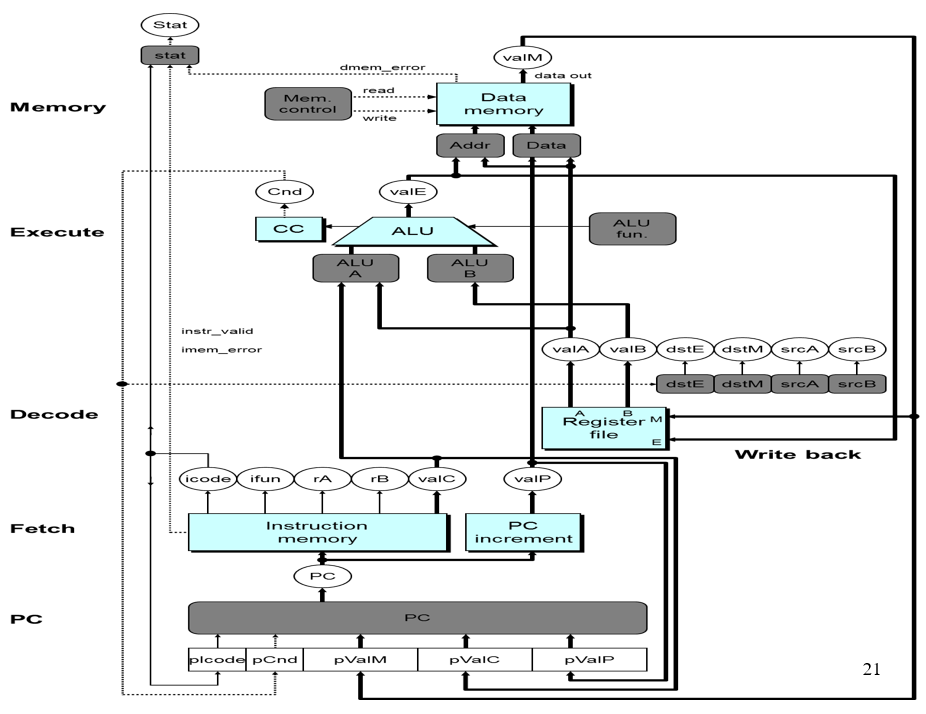 Stat
stat
valM
dmem_error
data out
Memory
Mem.
control
read
write
Data
memory
Addr
Data
Cnd
valE
Execute
CC
ALU
ALU
fun.
ALU
A
ALU
B
instr_valid
imem_error
valA
valB
dstE
dstM
srcA
srcB
dstE
dstM
srcA
srcB
Decode
A
B
M
Register
file
E
Write back
icode
ifun
rA
rB
valC
valP
Fetch
Instruction
memory
PC
increment
PC
PC
PC
pIcode
pCnd
pValM
pValC
pValP
21